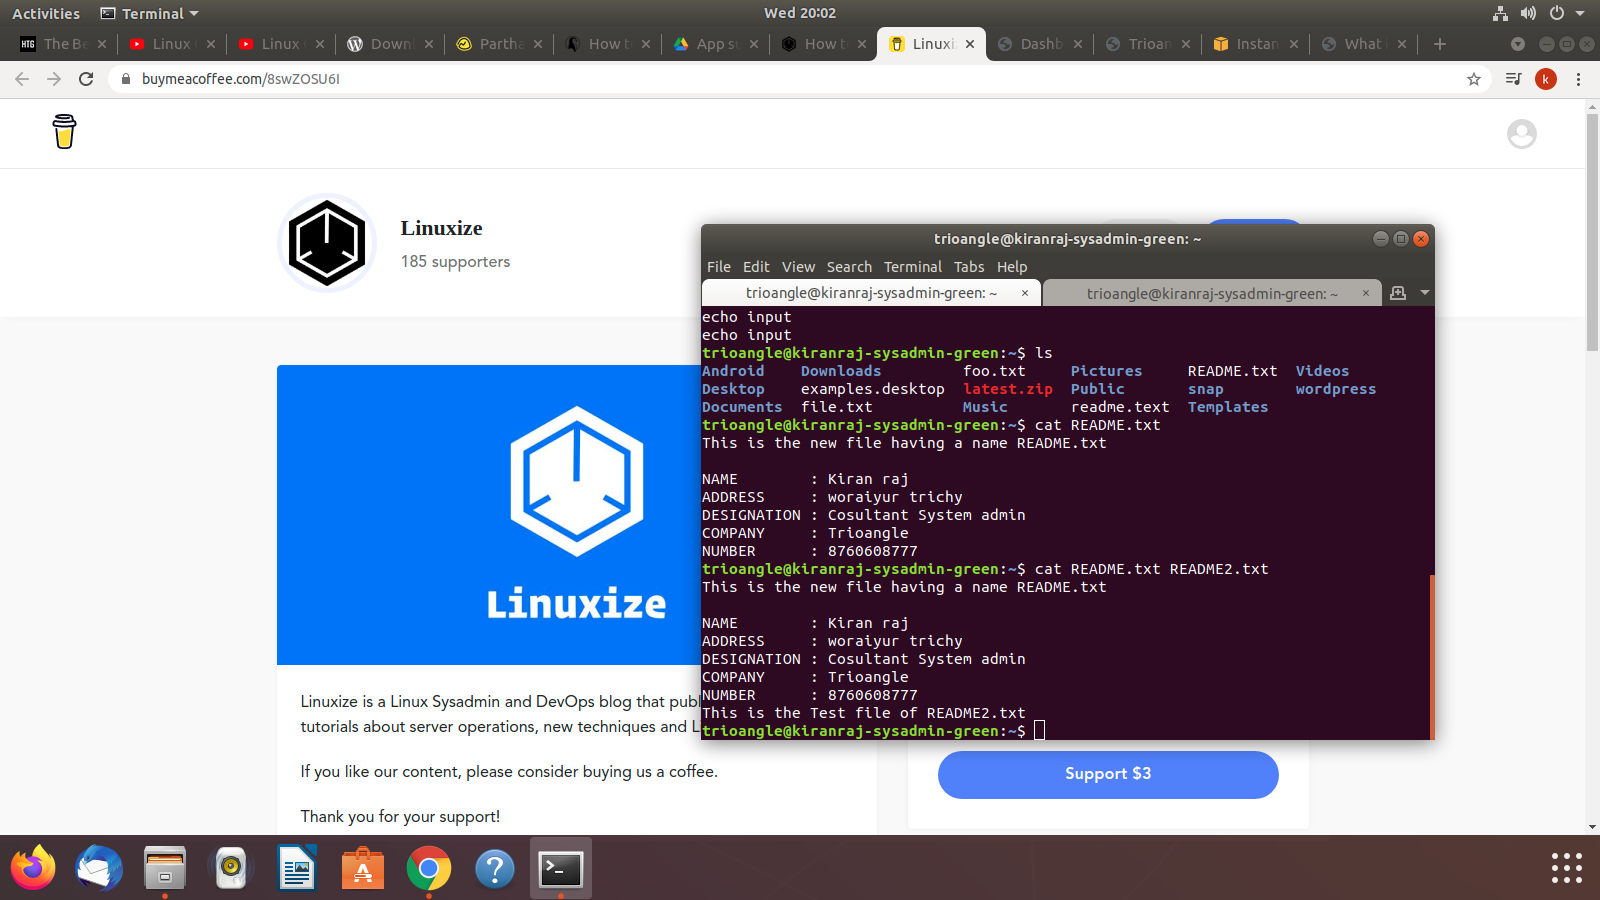 Activities Terminal Wed 20:02
HTG The Be Linux Linux Down Partha How to App su How to Linuxi Dashb Trioan Instan What
buymeacoffee.com/8swZOSU6I k
Linuxize
185 supporters
Linuxize
Linuxize is a Linux Sysadmin and DevOps blog that publ
tutorials about server operations, new techniques and L
If you like our content, please consider buying us a coffee.
Thank you for your support!
trioangle@kiranraj-sysadmin-green: ~
File Edit View Search Terminal Tabs Help
trioangle@kiranraj-sysadmin-green: ~ trioangle@kiranraj-sysadmin-green: ~
echo input
echo input
trioangle@kiranraj-sysadmin-green:~$ ls
Android Downloads foo.txt Pictures README.txt Videos
Desktop examples.desktop latest.zip Public snap wordpress
Documents file.txt Music readme.text Templates
trioangle@kiranraj-sysadmin-green:~$ cat README.txt
This is the new file having a name README.txt
NAME : Kiran raj
ADDRESS : woraiyur trichy
DESIGNATION : Cosultant System admin
COMPANY : Trioangle
NUMBER : 8760608777
trioangle@kiranraj-sysadmin-green:~$ cat README.txt README2.txt
This is the new file having a name README.txt
NAME : Kiran raj
ADDRESS : woraiyur trichy
DESIGNATION : Cosultant System admin
COMPANY : Trioangle
NUMBER : 8760608777
This is the Test file of README2.txt
trioangle@kiranraj-sysadmin-green:~$
Support $3